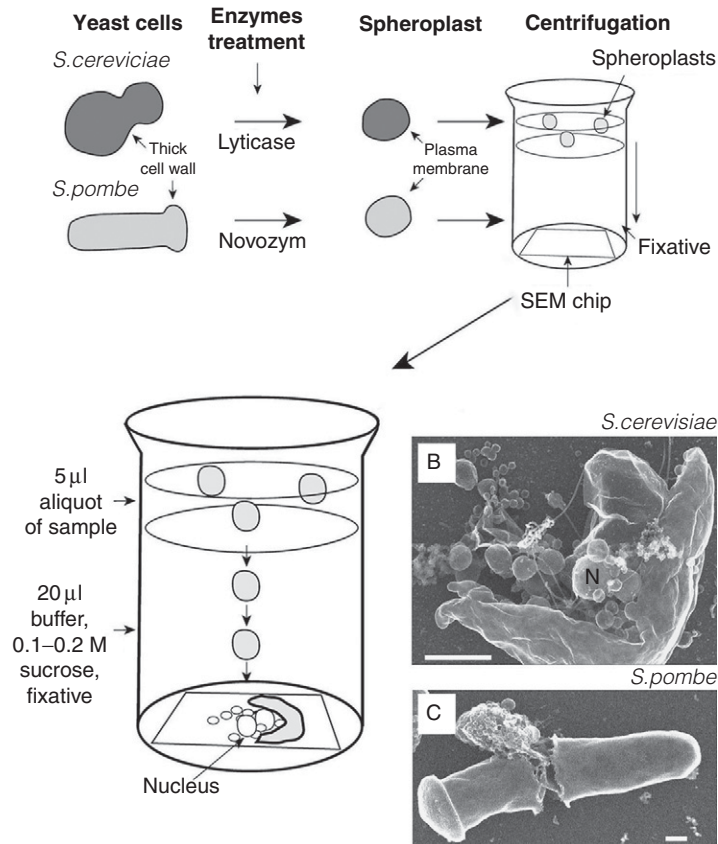 Yeast cells
Enzymes
treatment
Spheroplast
Centrifugation
S.cereviciae
Spheroplasts
Thick
cell wall
Lyticase
Plasma
membrane
S.pombe
Novozym
Fixative
SEM chip
5 µl
aliquot
of sample
20 µl
buffer,
0.1–0.2 M
sucrose,
fixative
Nucleus
S.cerevisiae
B
N
S.pombe
C